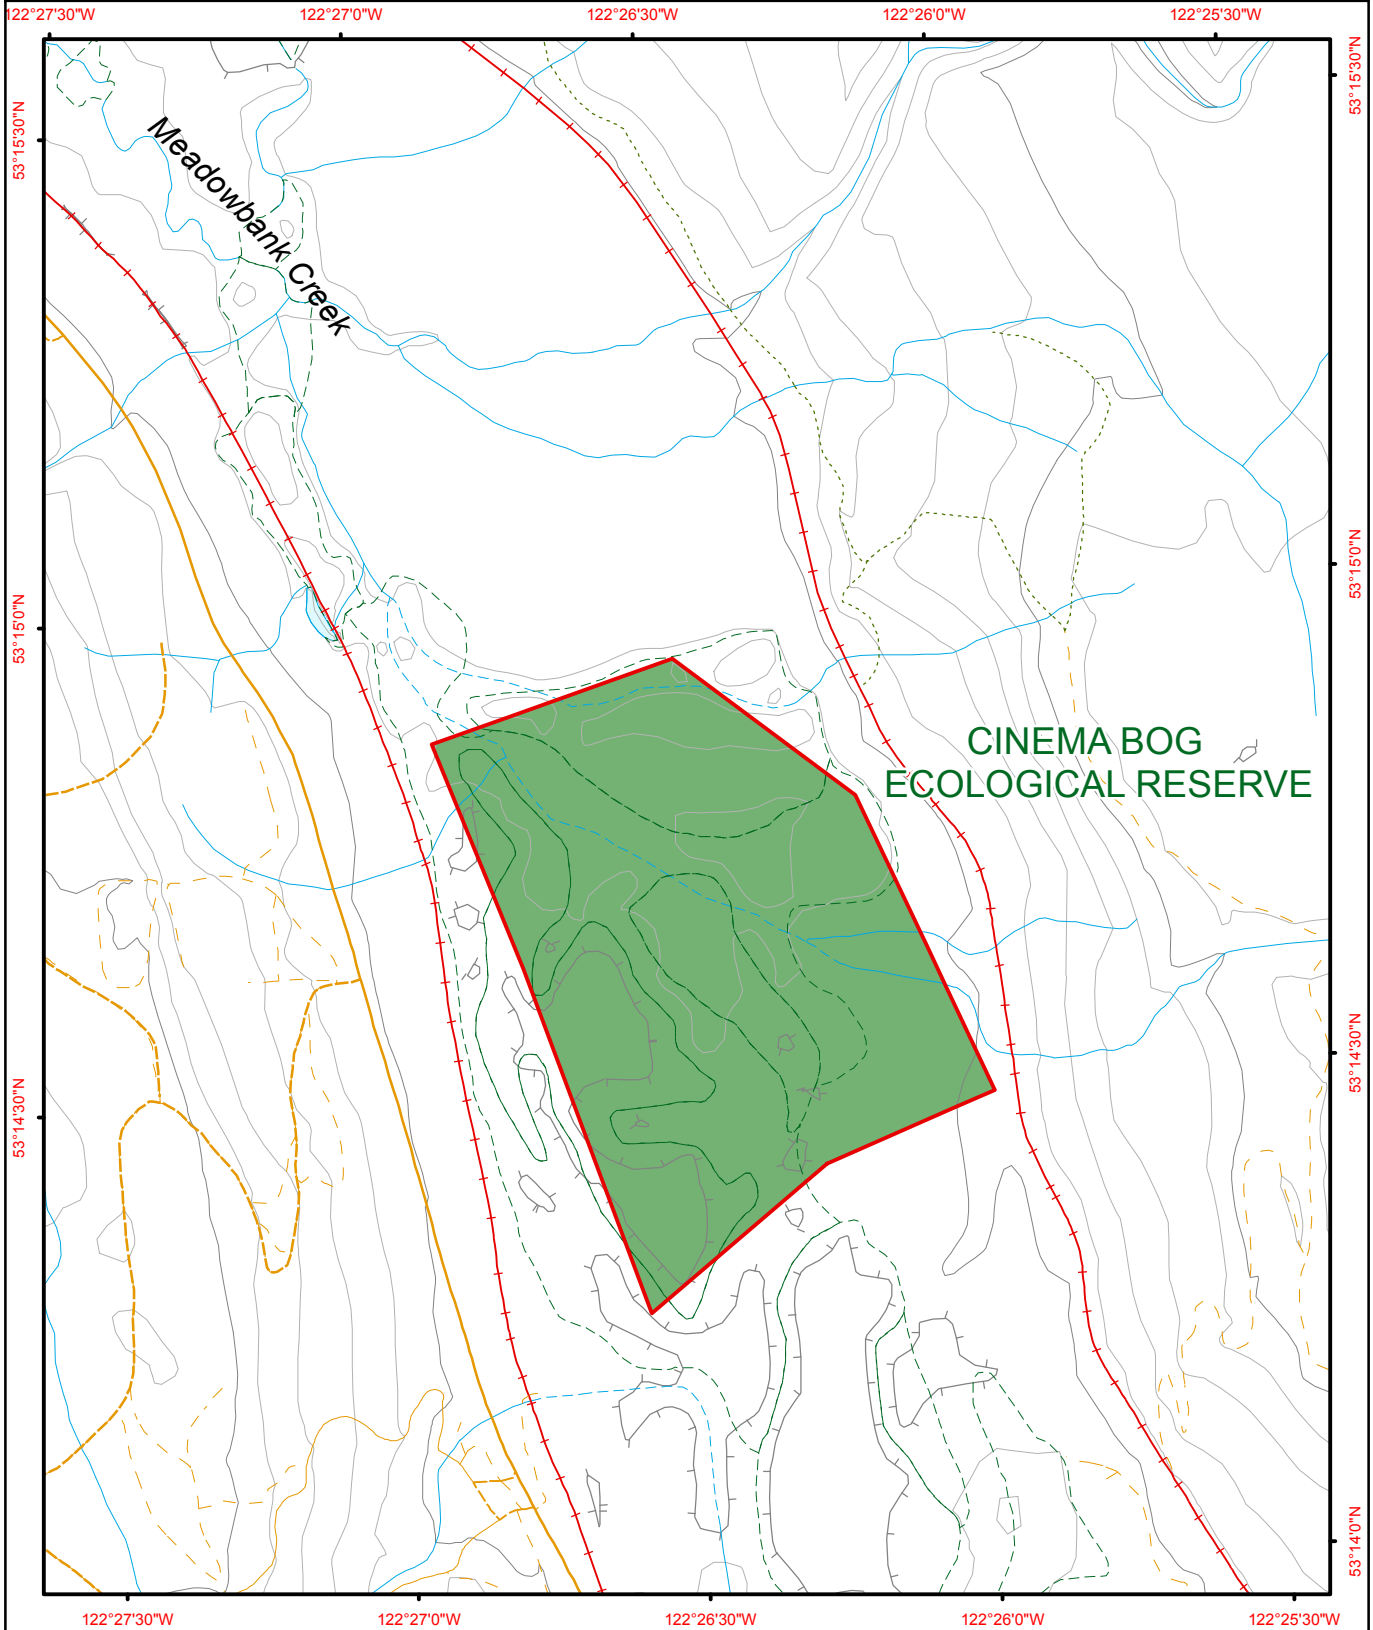 122°27'30"W 122°27'0"W 122°26'30"W 122°26'0"W 122°25'30"W
53°15'30"N
53°15'30"N
Meadowbank Creek
53°15'0"N
53°15'0"N
CINEMA BOG
ECOLOGICAL RESERVE
53°14'30"N
53°14'30"N
53°14'0"N
122°27'30"W 122°27'0"W 122°26'30"W 122°26'0"W 122°25'30"W